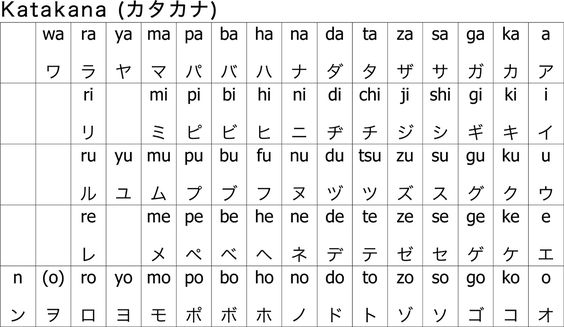 Katakana (カタカナ)
wa ra ya ma pa ba ha na da ta za sa ga ka a
ワ ラ ヤ マ パ バ ハ ナ ダ タ ザ サ ガ カ ア
ri mi pi bi hi ni di chi ji shi gi ki i
リ ミ ピ ビ ヒ ニ ヂ チ ジ シ ギ キ イ
ru yu mu pu bu fu nu du tsu zu su gu ku u
ル ユ ム プ ブ フ ヌ ヅ ツ ズ ス グ ク ウ
re me pe be he ne de te ze se ge ke e
レ メ ペ ベ ヘ ネ デ テ ゼ セ ゲ ケ エ
n (o) ro yo mo po bo ho no do to zo so go ko o
ン ヲ ロ ヨ モ ポ ボ ホ ノ ド ト ゾ ソ ゴ コ オ